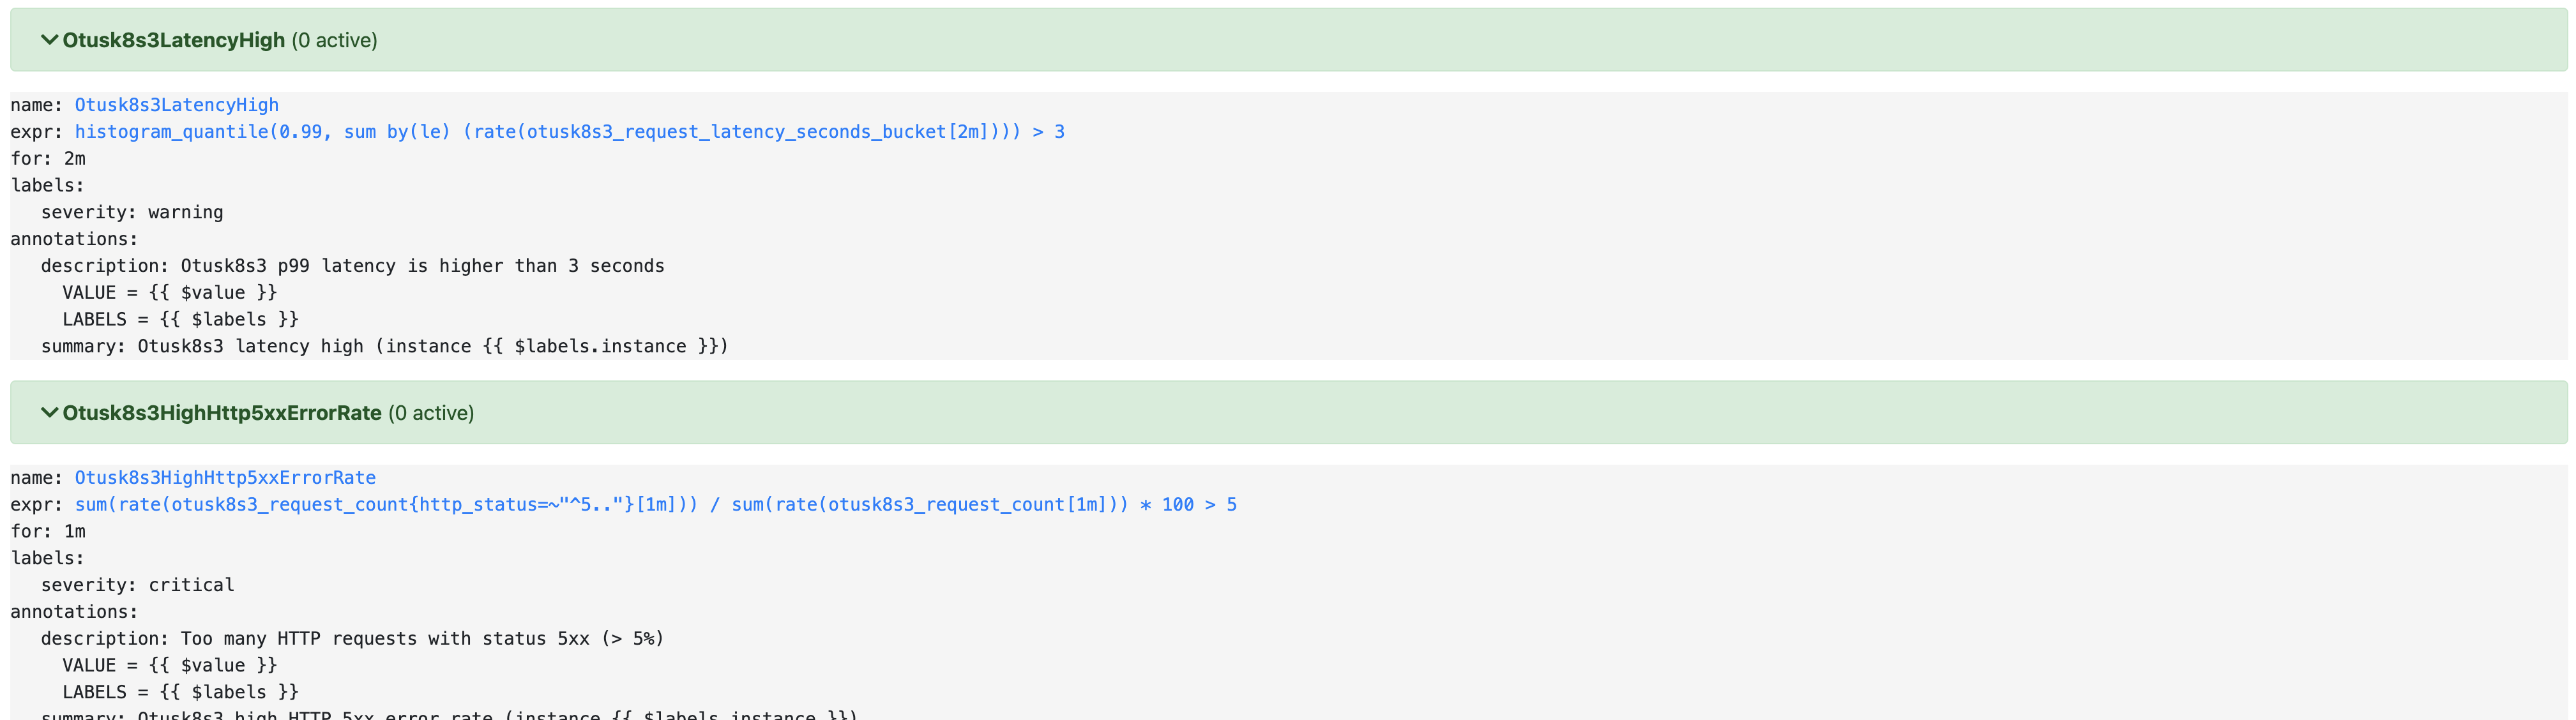 Otusk8s3LatencyHigh (0 active)
name: Otusk8s3LatencyHigh
expr: histogram_quantile(0.99, sum by(le) (rate(otusk8s3_request_latency_seconds_bucket[2m]))) > 3
for: 2m
labels:
severity: warning
annotations:
description: Otusk8s3 p99 latency is higher than 3 seconds
VALUE = {{ $value }}
LABELS = {{ $labels }}
summary: Otusk8s3 latency high (instance {{ $labels.instance }})
Otusk8s3HighHttp5xxErrorRate (0 active)
name: Otusk8s3HighHttp5xxErrorRate
expr: sum(rate(otusk8s3_request_count{http_status=~"^5.."}[1m])) / sum(rate(otusk8s3_request_count[1m])) * 100 > 5
for: 1m
labels:
severity: critical
annotations:
description: Too many HTTP requests with status 5xx (> 5%)
VALUE = {{ $value }}
LABELS = {{ $labels }}
summary: Otusk8s3 high HTTP 5xx error rate (instance {{ $labels.instance }})